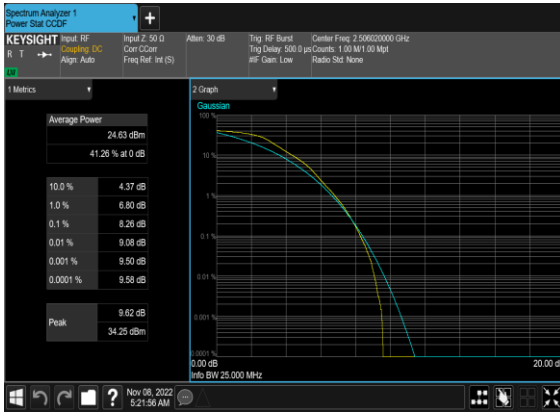 Spectrum Analyzer 1
Power Stat CCDF
+
KEYSIGHT Input: RF Input Z: 50 Ω Atten: 30 dB Trig: RF Burst Center Freq: 2.506020000 GHz
R T Coupling: DC Corr CCorr Trig Delay: 500.0 µs Counts: 1.00 M/1.00 Mpt
Align: Auto Freq Ref: Int (S) #IF Gain: Low Radio Std: None
1 Metrics
2 Graph
Average Power
24.63 dBm
41.26 % at 0 dB
10.0 % 4.37 dB
1.0 % 6.80 dB
0.1 % 8.26 dB
0.01 % 9.08 dB
0.001 % 9.50 dB
0.0001 % 9.58 dB
Peak 9.62 dB
34.25 dBm
Gaussian
100 %
10 %
1 %
0.1 %
0.01 %
0.001 %
0.0001 %
0.00 dB 20.00 d
Info BW 25.000 MHz
? Nov 08, 2022
5:21:56 AM